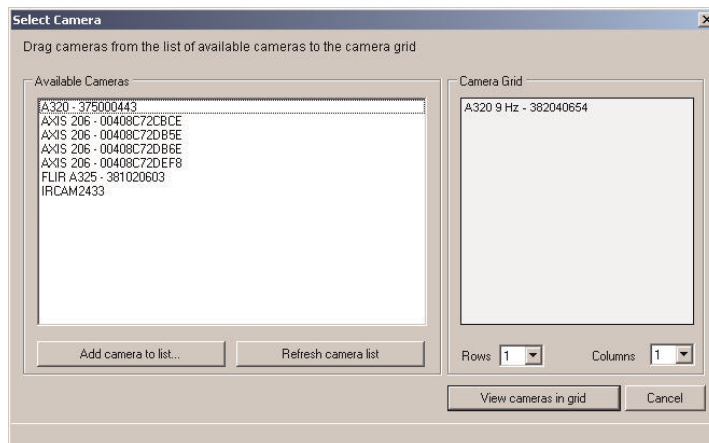 Select Camera
Drag cameras from the list of available cameras to the camera grid
Available Cameras
A320 - 375000443
AXIS 206 - 00408C72CBCE
AXIS 206 - 00408C72DB5E
AXIS 206 - 00408C72DB6E
AXIS 206 - 00408C72DEF8
FLIR A325 - 381020603
IRCAM2433
Add camera to list...
Refresh camera list
Camera Grid
A320 9 Hz - 382040654
Rows 1
Columns 1
View cameras in grid
Cancel